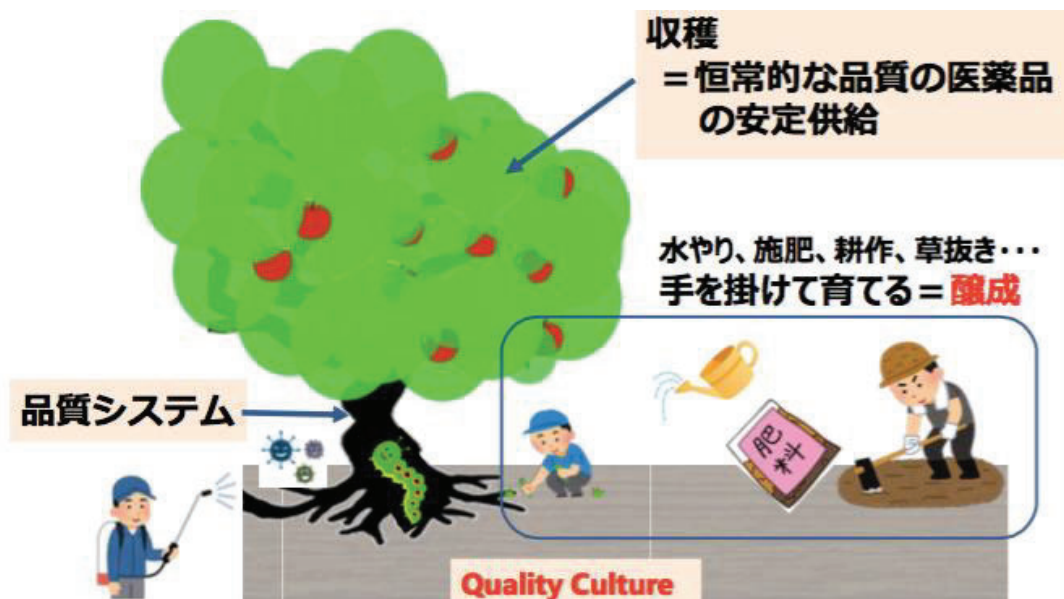 収穫
＝恒常的な品質の医薬品
の安定供給
水やり、施肥、耕作、草抜き・・・
手を掛けて育てる＝醸成
品質システム
肥料
Quality Culture